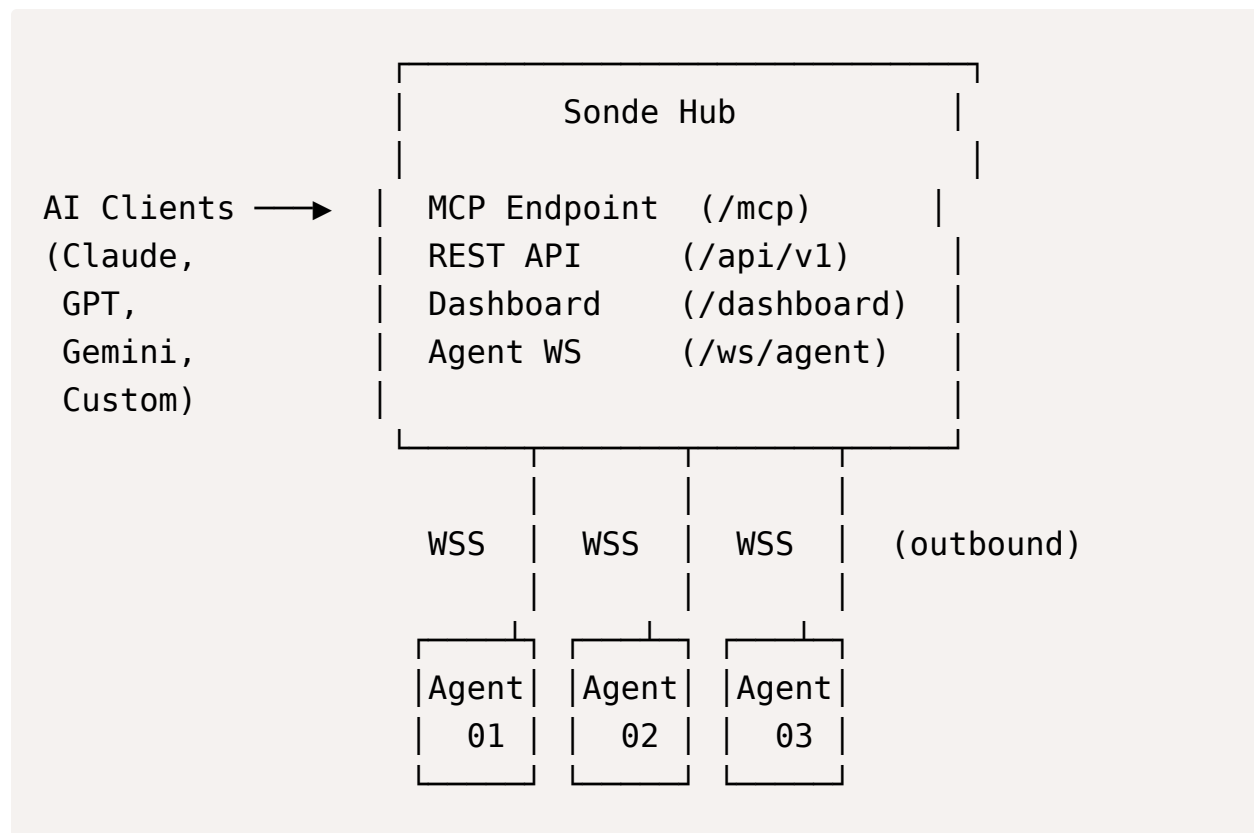 Sonde Hub
AI Clients MCP Endpoint (/mcp)
(Claude, REST API (/api/v1)
GPT, Dashboard (/dashboard)
Gemini, Agent WS (/ws/agent)
Custom)
WSS WSS WSS (outbound)
Agent Agent Agent
01 02 03